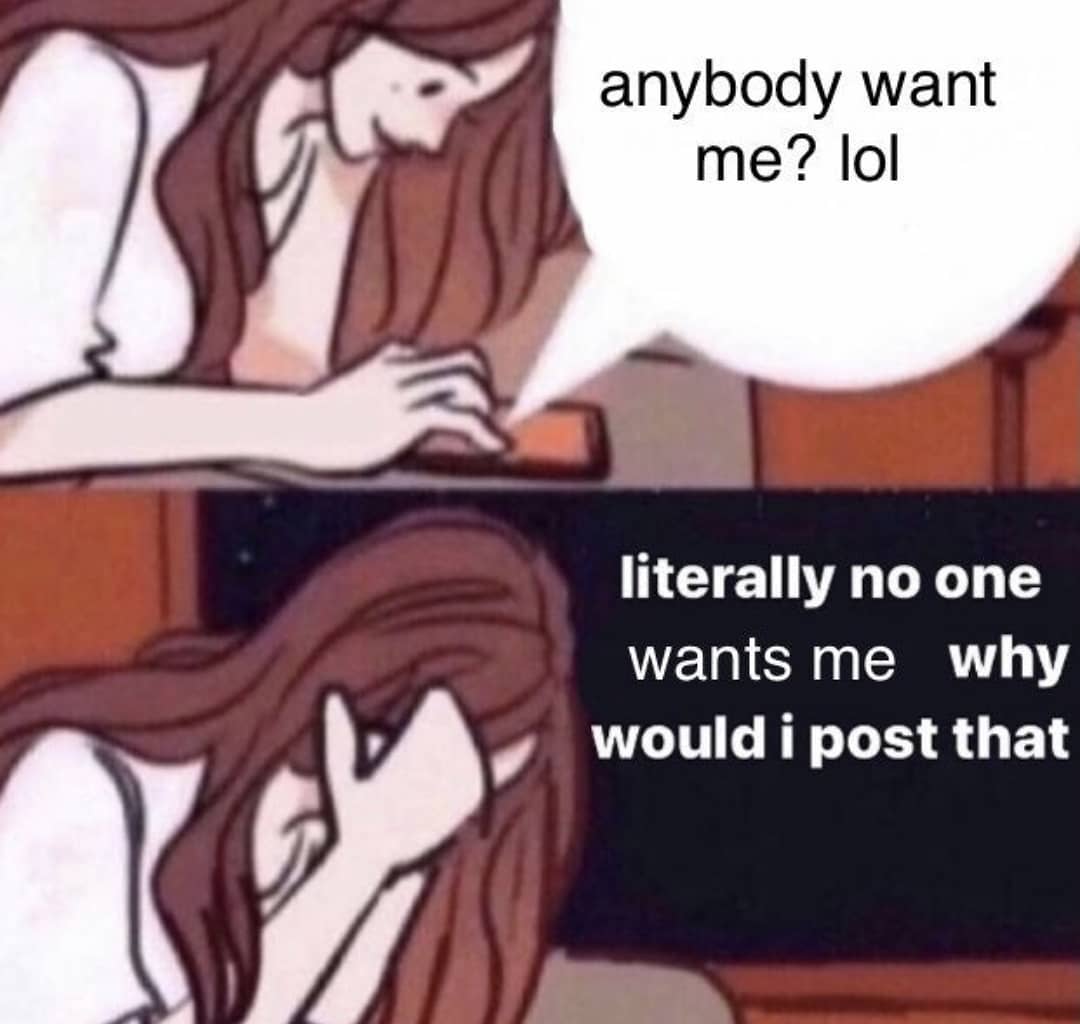 anybody want
me? lol
literally no one
wants me why
would i post that